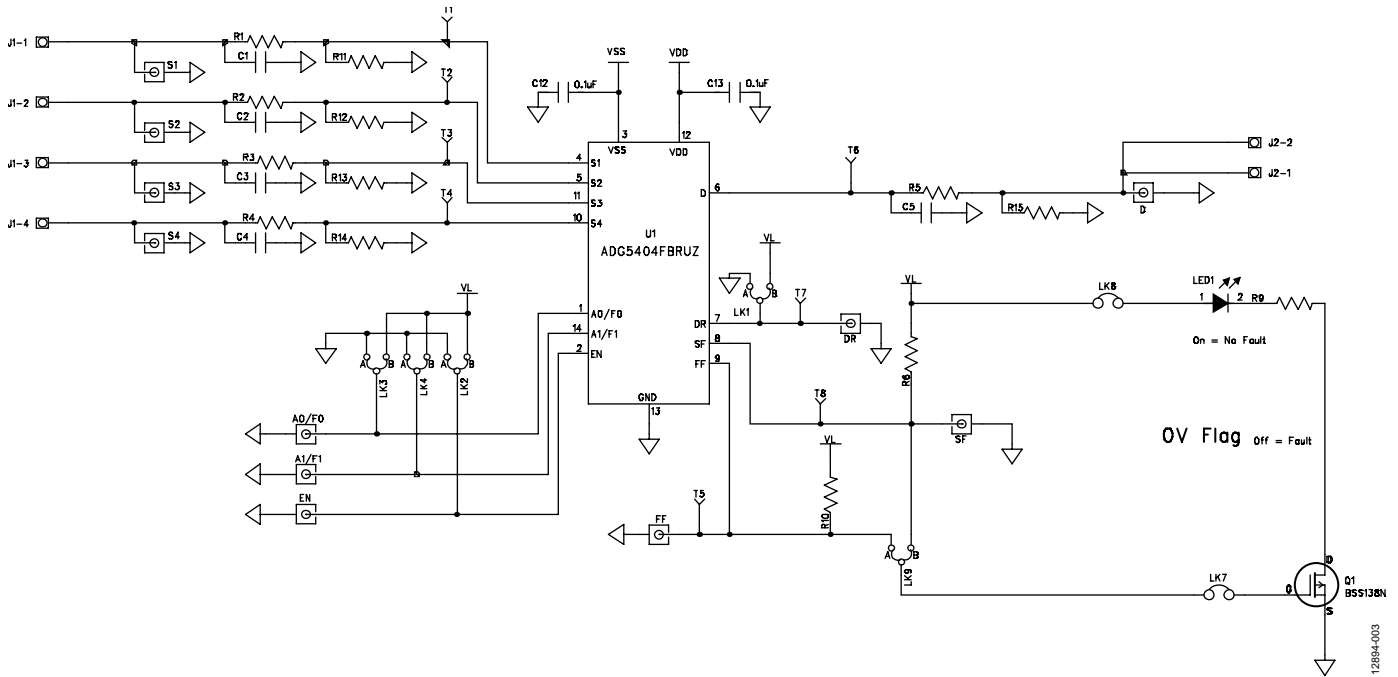 T1
J1-1
R1
C1
R11
S1
T2
J1-2
R2
C2
R12
S2
T3
J1-3
R3
C3
R13
S3
T4
J1-4
R4
C4
R14
S4
VSS
VDD
C12
0.1uF
C13
0.1uF
3
12
VSS
VDD
4
S1
5
S2
11
S3
10
S4
U1
ADG5404FBRUZ
1
A0/F0
14
A1/F1
2
EN
D
6
DR
7
SF
8
FF
9
GND
13
T6
R5
C5
R15
D
J2-2
J2-1
VL
A
B
LK1
T7
DR
VL
A
B
A
B
A
B
LK3
LK4
LK2
A0/F0
A1/F1
EN
VL
R6
LK8
LED1
1
2
R9
On = No Fault
T8
SF
OV Flag
Off = Fault
VL
R10
T5
FF
A
B
LK9
LK7
G
D
S
Q1
BSS138N
12894-003